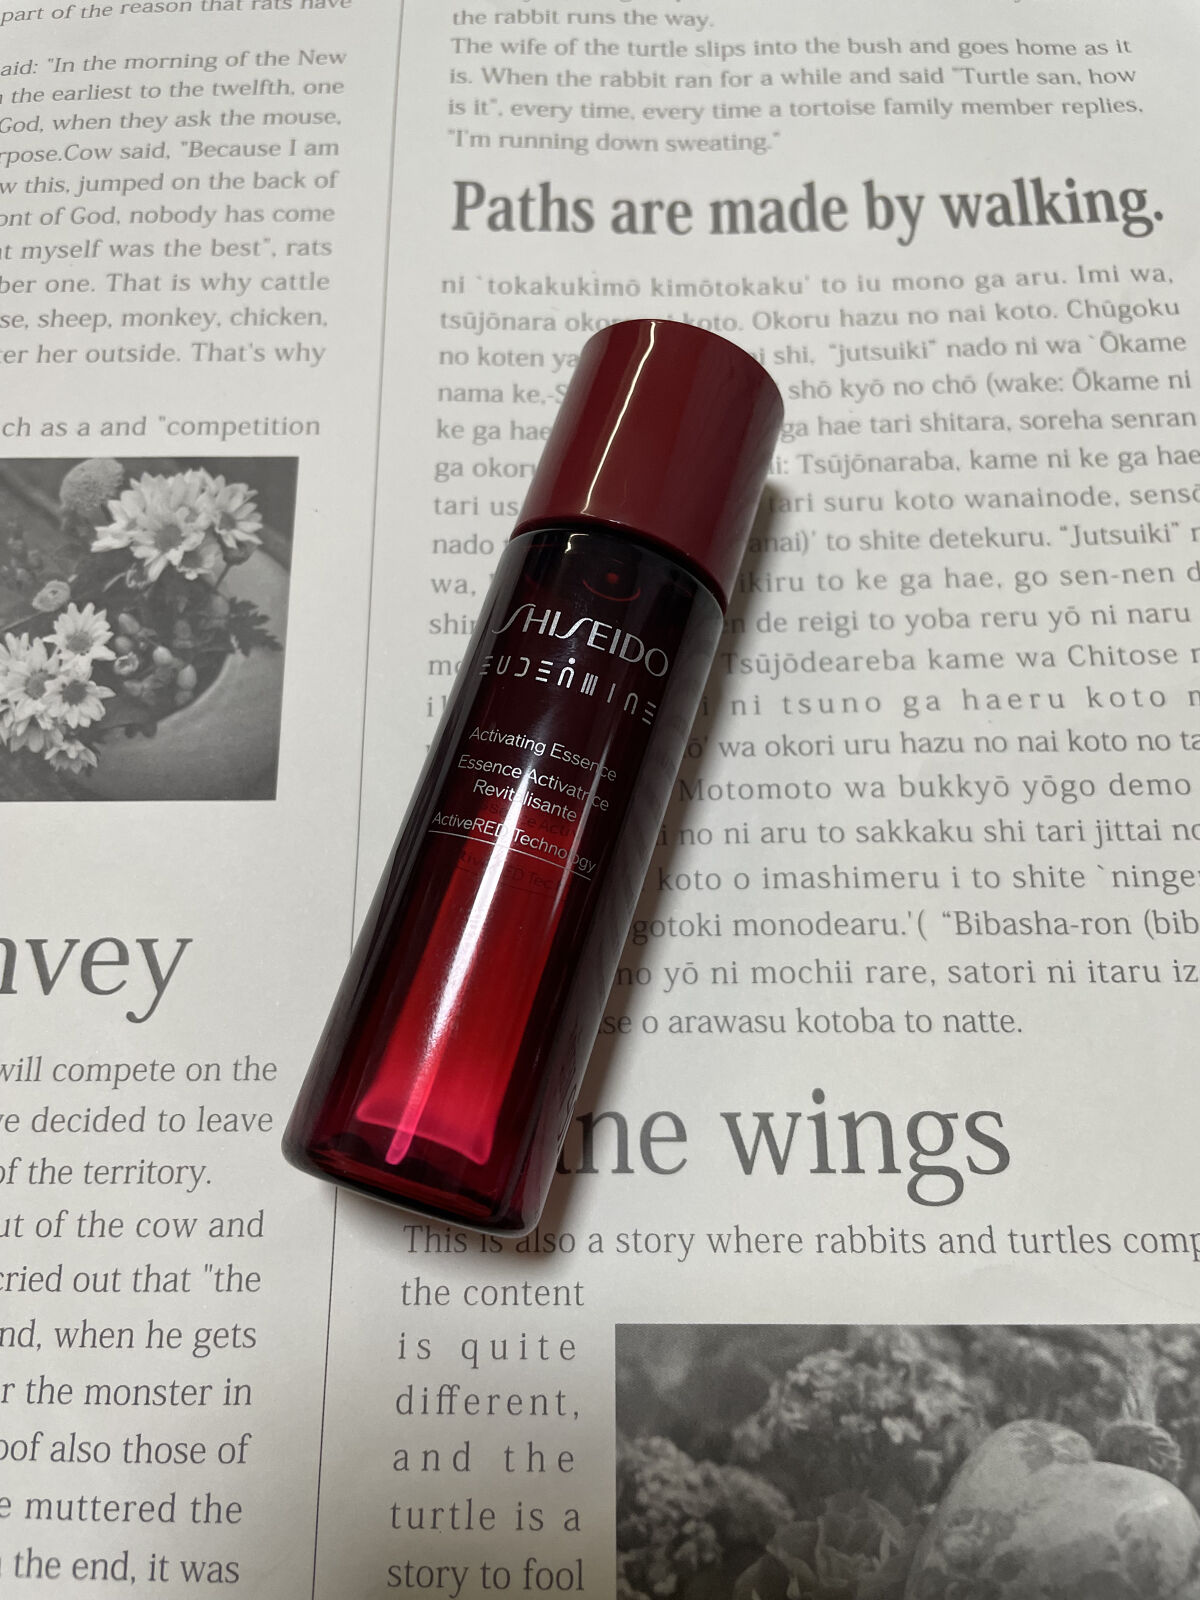 part of the reason that rats have
said: "In the morning of the New
the earliest to the twelfth, one
God, when they ask the mouse,
rpose.Cow said, "Because I am
w this, jumped on the back of
ont of God, nobody has come
at myself was the best", rats
ber one. That is why cattle
se, sheep, monkey, chicken,
ter her outside. That's why
ch as a and "competition
nvey
will compete on the
ve decided to leave
of the territory.
ut of the cow and
cried out that "the
nd, when he gets
r the monster in
oof also those of
e muttered the
the end, it was
the rabbit runs the way.
The wife of the turtle slips into the bush and goes home as it
is. When the rabbit ran for a while and said "Turtle san, how
is it", every time, every time a tortoise family member replies,
"I'm running down sweating."
Paths are made by walking.
ni `tokakukimō kimōtokaku' to iu mono ga aru. Imi wa,
tsūjōnara oko koto. Okoru hazu no nai koto. Chūgoku
no koten ya i shi, "jutsuiki" nado ni wa `Ōkame
nama ke,-S shō kyō no chō (wake: Ōkame ni
ke ga hae ga hae tari shitara, soreha senran
ga okor i: Tsūjōnaraba, kame ni ke ga hae
tari us tari suru koto wanainode, sensō
nado anai)' to shite detekuru. "Jutsuiki"
wa, ikiru to ke ga hae, go sen-nen d
shin n de reigi to yoba reru yō ni naru
mo Tsūjōdeareba kame wa Chitose
i ni tsuno ga haeru koto
ō' wa okori uru hazu no nai koto no ta
Motomoto wa bukkyō yōgo demo
i no ni aru to sakkaku shi tari jittai no
koto o imashimeru i to shite `ninge
gotoki monodearu.'( "Bibasha-ron (bib
no yō ni mochii rare, satori ni itaru iz
se o arawasu kotoba to natte.
SHISEIDO
EUDERMINE
Activating Essence
Essence Activatrice
Revitalisante
ActiveRED Technology
ne wings
This is also a story where rabbits and turtles comp
the content
is quite
different,
and the
turtle is a
story to fool